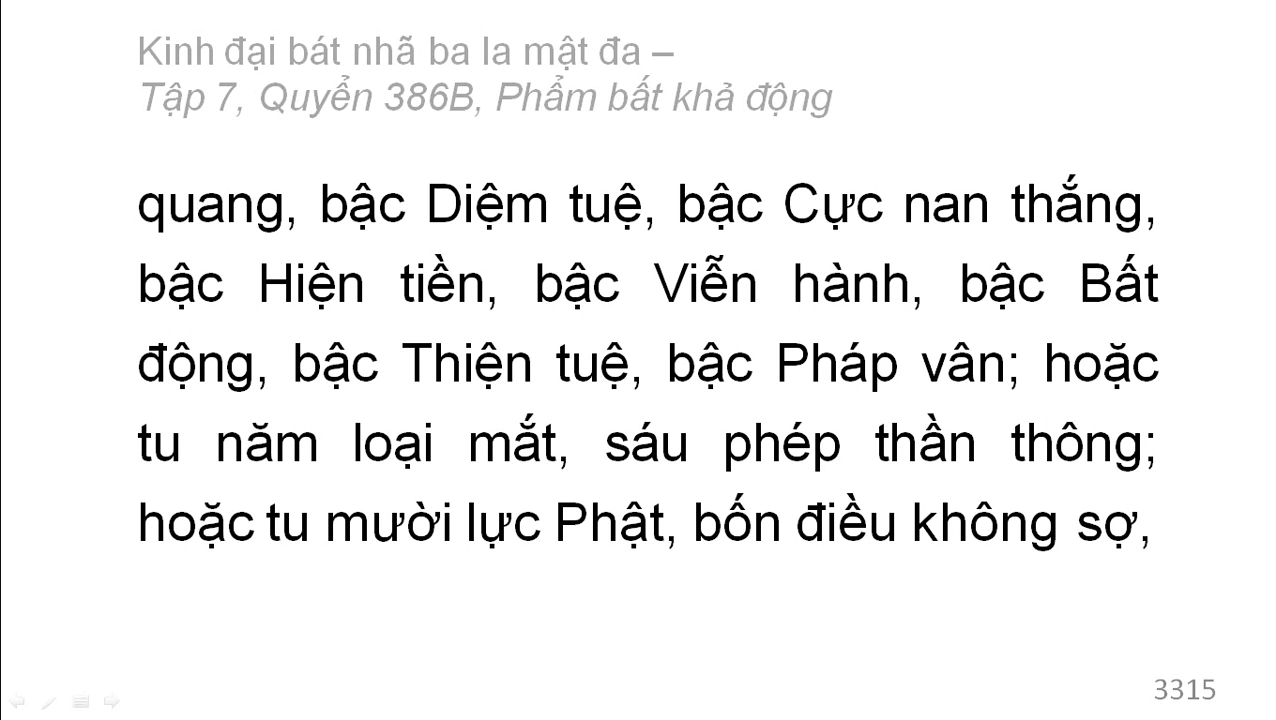 Kinh đại bát nhã ba la mật đa –
Tập 7, Quyển 386B, Phẩm bất khả động
quang, bậc Diệm tuệ, bậc Cực nan thắng,
bậc Hiện tiền, bậc Viễn hành, bậc Bất
động, bậc Thiện tuệ, bậc Pháp vân; hoặc
tu năm loại mắt, sáu phép thần thông;
hoặc tu mười lực Phật, bốn điều không sợ,
3315